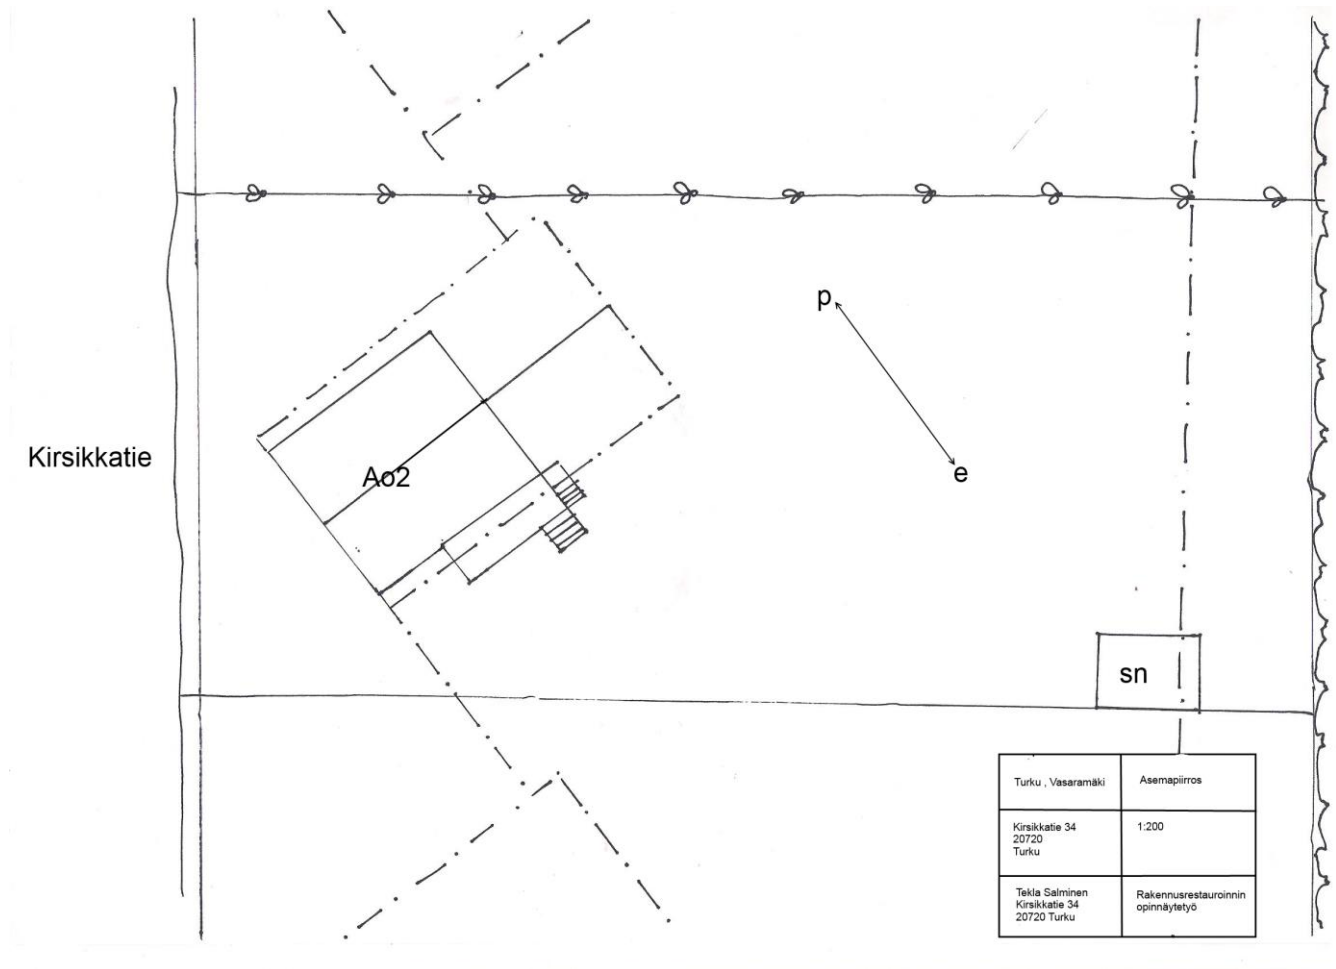 p
Kirsikkatie
Ao2
e
sn
Turku , Vasaramäki
Asemapiirros
Kirsikkatie 34
20720
Turku
1:200
Tekla Salminen
Kirsikkatie 34
20720 Turku
Rakennusrestauroinnin
opinnäytetyö